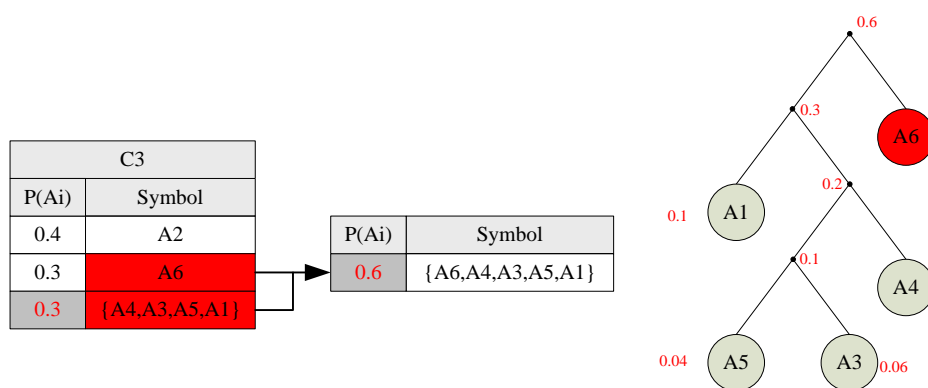 C3
P(Ai) Symbol
0.4 A2
0.3 A6
0.3 {A4,A3,A5,A1}
P(Ai) Symbol
0.6 {A6,A4,A3,A5,A1}
0.6
0.3
A6
0.1 A1
0.2
0.1
A4
0.04 A5 A3 0.06